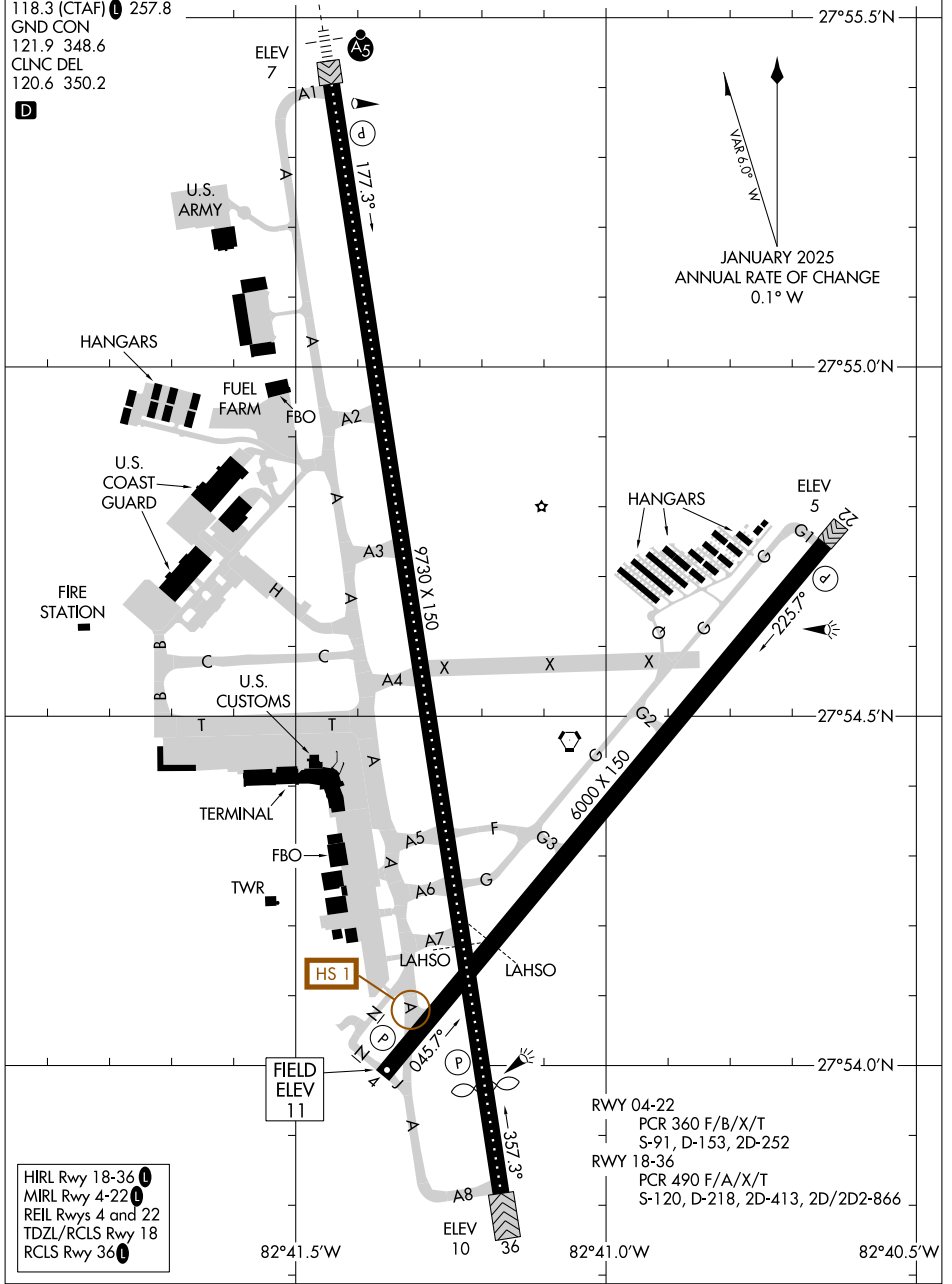 118.3 (CTAF) L 257.8
GND CON
121.9 348.6
CLNC DEL
120.6 350.2
D
ELEV
7
A5
27°55.5'N
VAR 6.0° W
JANUARY 2025
ANNUAL RATE OF CHANGE
0.1° W
A1
P
177.3°
A
U.S.
ARMY
A
HANGARS
FUEL
FARM
FBO
A2
27°55.0'N
U.S.
COAST
GUARD
A
A3
9730 X 150
HANGARS
ELEV
5
22
G1
G
P
225.7°
FIRE
STATION
H
A
Q
G
B
C
C
X
X
X
A4
B
U.S.
CUSTOMS
T
T
G2
27°54.5'N
A
G
6000 X 150
TERMINAL
A5
F
G3
FBO
A
A6
G
TWR
A7
LAHSO
LAHSO
HS 1
A
N
P
N
045.7°
P
4
J
FIELD
ELEV
11
27°54.0'N
A
357.3°
RWY 04-22
PCR 360 F/B/X/T
S-91, D-153, 2D-252
RWY 18-36
PCR 490 F/A/X/T
S-120, D-218, 2D-413, 2D/2D2-866
HIRL Rwy 18-36 L
MIRL Rwy 4-22 L
REIL Rwys 4 and 22
TDZL/RCLS Rwy 18
RCLS Rwy 36 L
A8
ELEV
10
36
82°41.5'W
82°41.0'W
82°40.5'W